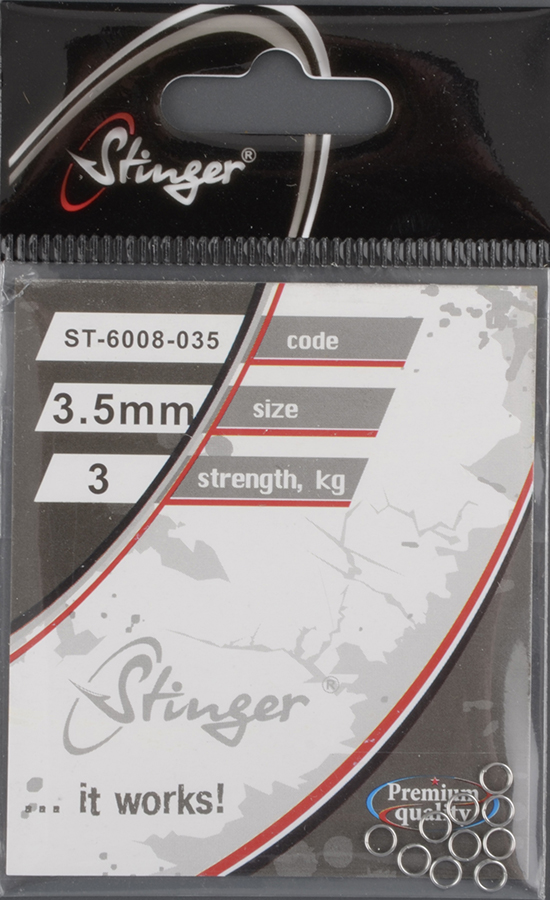 Stinger®
ST-6008-035 code
3.5mm size
3 strength, kg
Stinger®
... it works!
Premium
quality